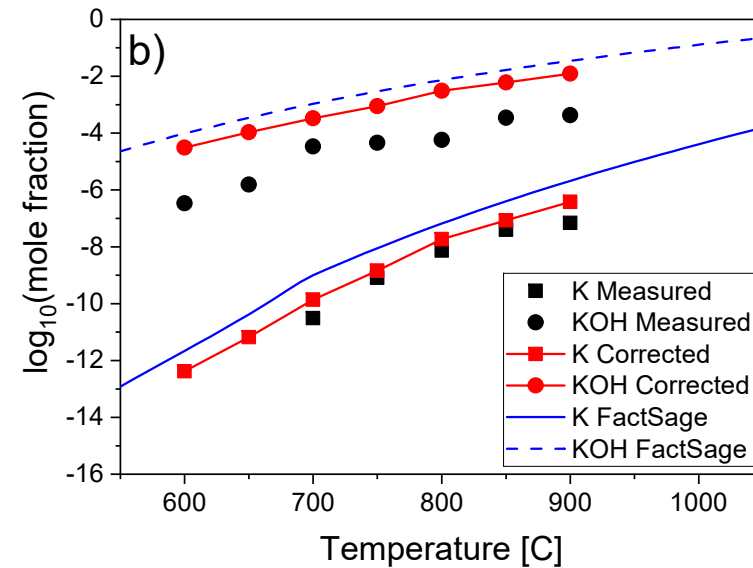 b)
0
-2
-4
-6
-8
-10
-12
-14
-16
log₁₀(mole fraction)
K Measured
KOH Measured
K Corrected
KOH Corrected
K FactSage
KOH FactSage
600 700 800 900 1000
Temperature [C]